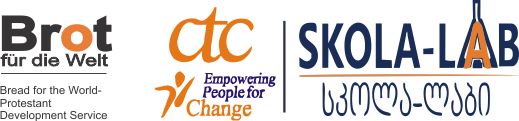 Brot
für die Welt
Bread for the World-
Protestant
Development Service
ctc
Empowering
People for
Change
SKOLA-LAB
სკოლა-ლაბი